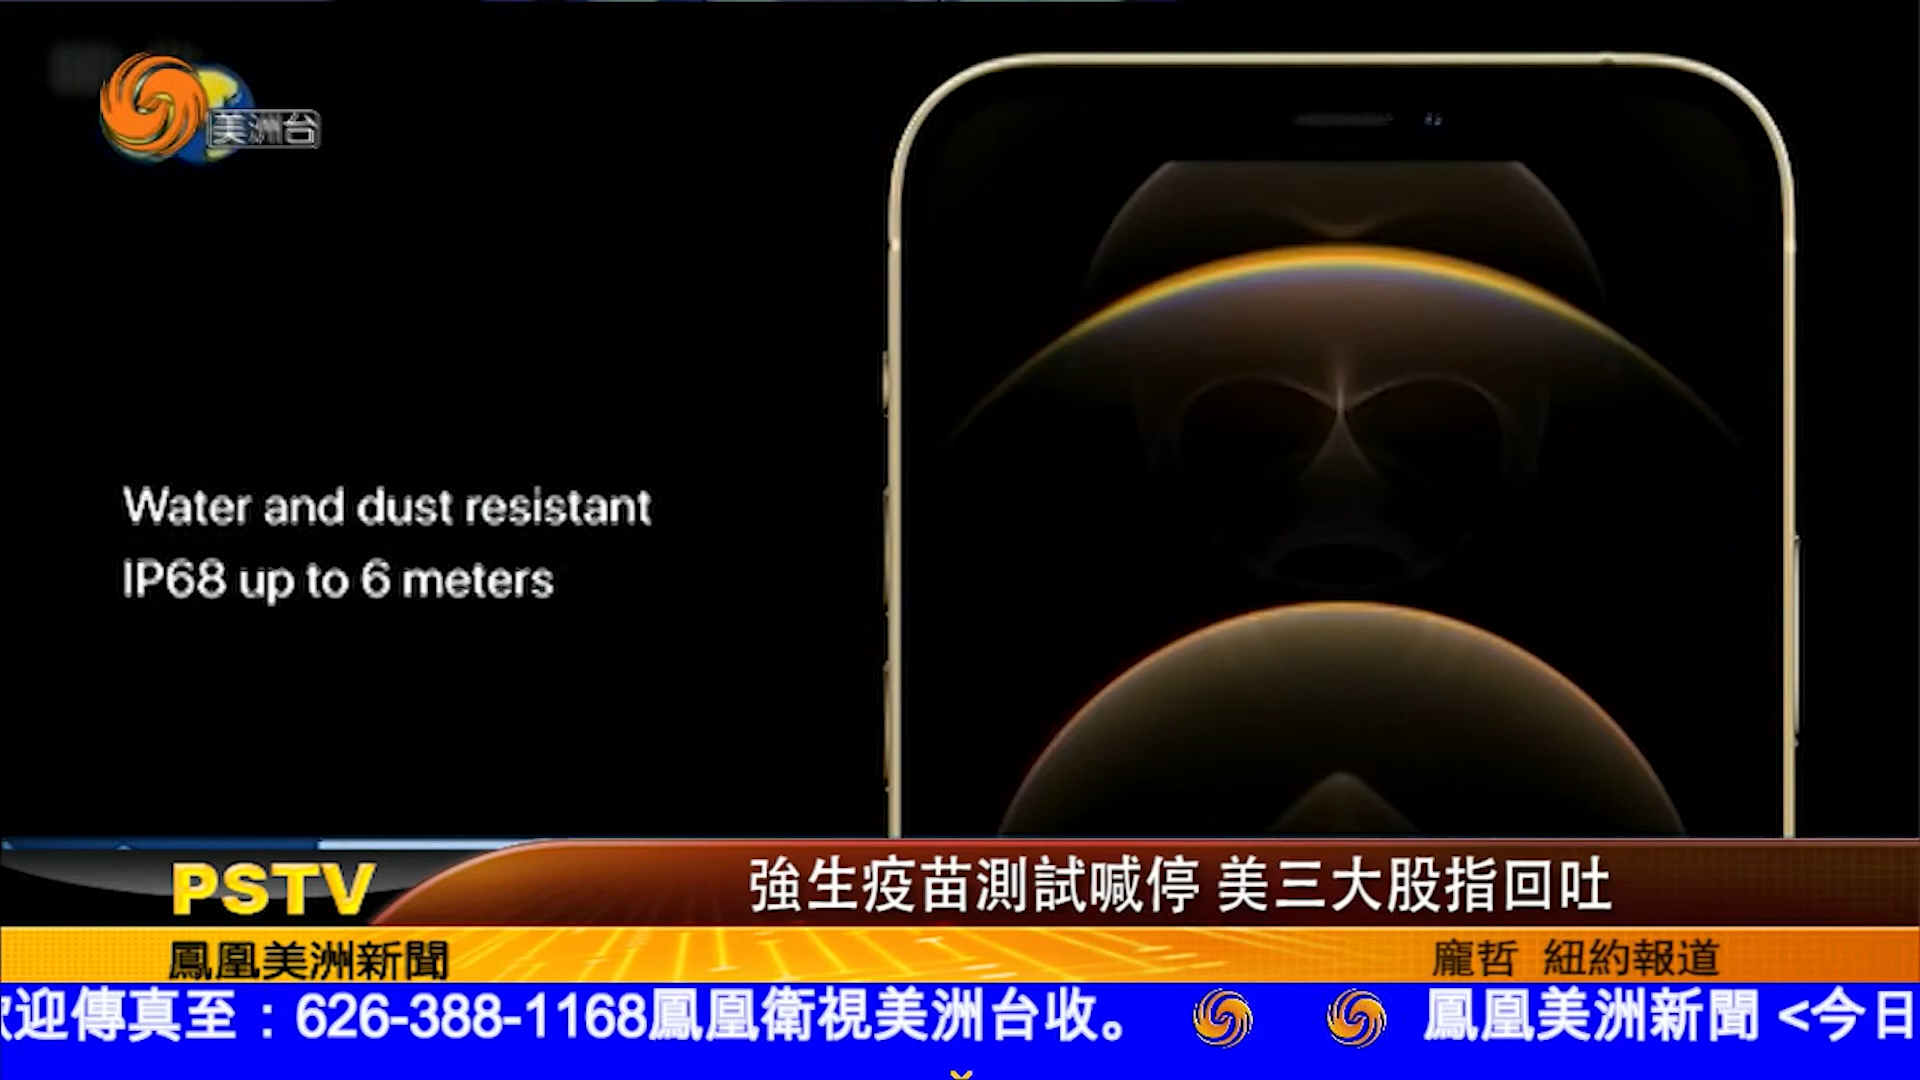 美洲台
Water and dust resistant
IP68 up to 6 meters
PSTV
強生疫苗測試喊停 美三大股指回吐
鳳凰美洲新聞
龐哲 紐約報道
迎傳真至：626-388-1168鳳凰衛視美洲台收。 鳳凰美洲新聞 <今日